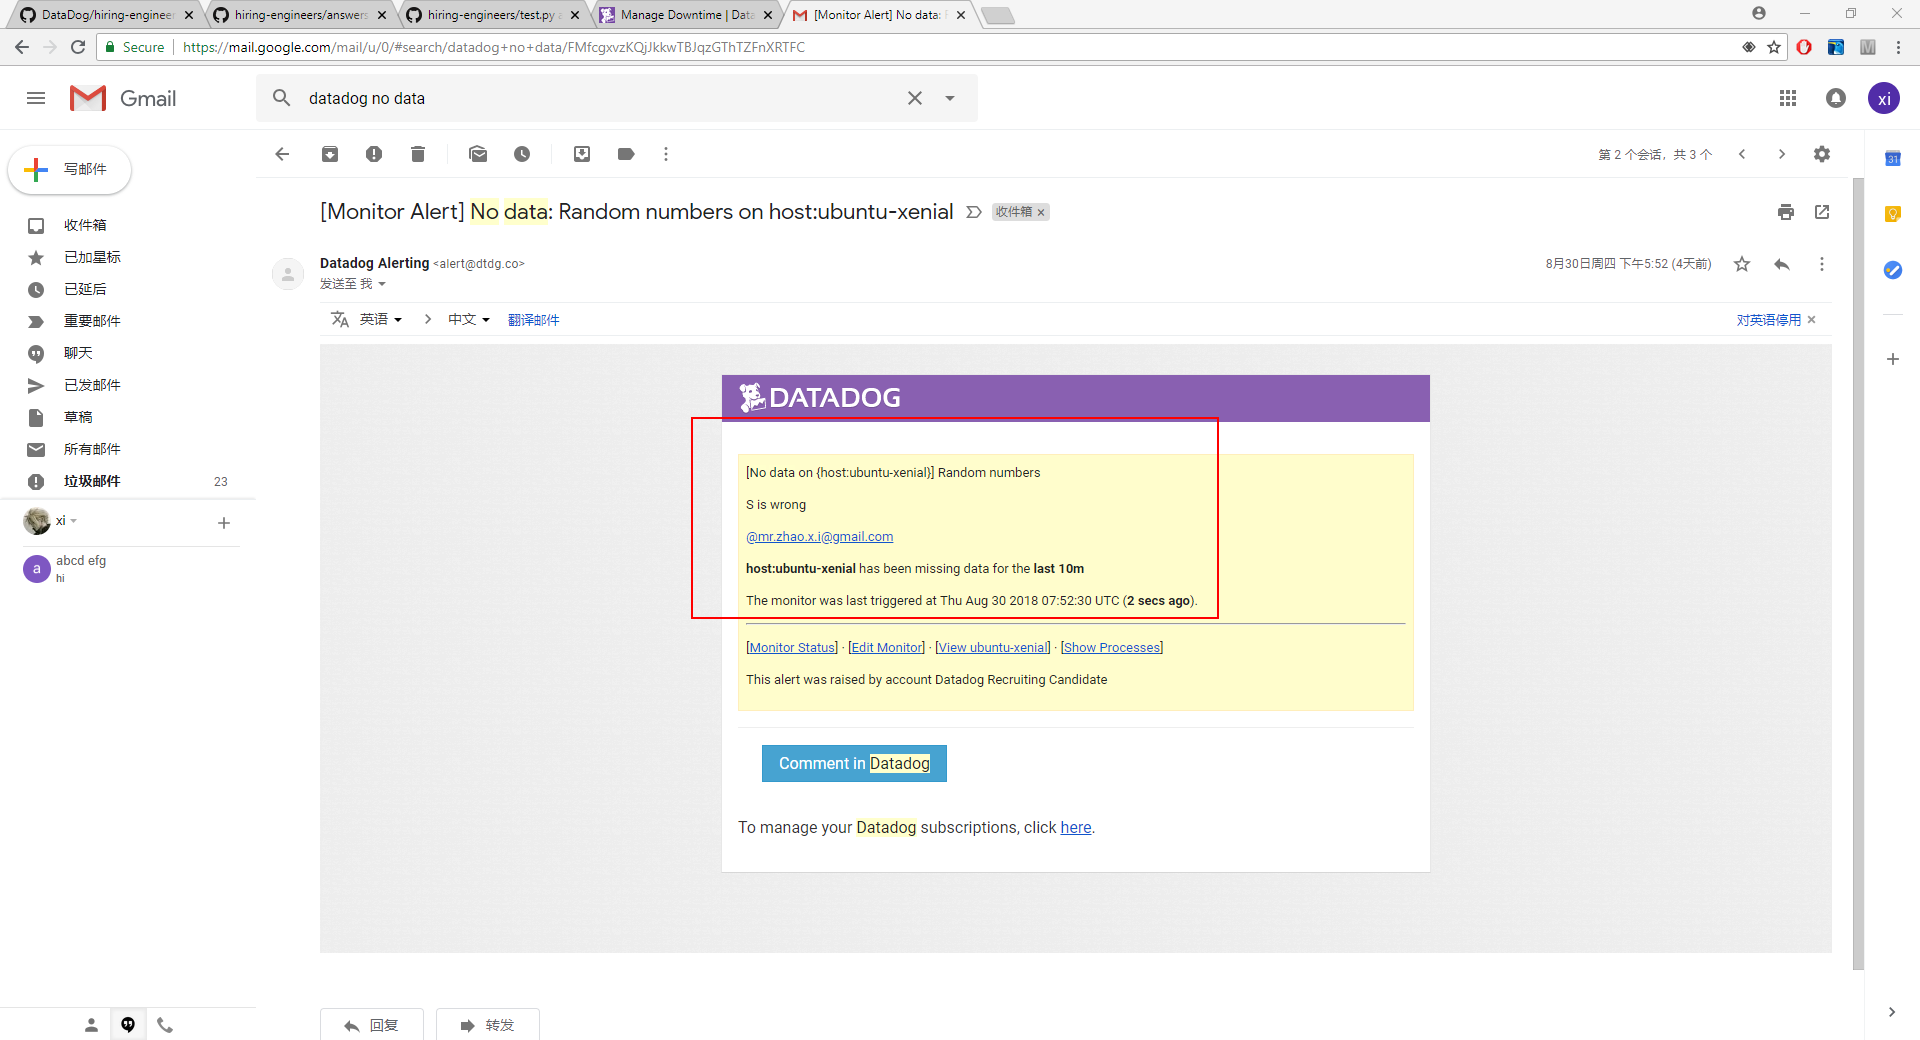 DataDog/hiring-engineer
hiring-engineers/answers
hiring-engineers/test.py a
Manage Downtime | Data
[Monitor Alert] No data: R
Secure
https://mail.google.com/mail/u/0/#search/datadog+no+data/FMfcgxvzKQjJkkwTBJqzGThTZFnXRTFC
M
Gmail
datadog no data
xi
写邮件
第 2 个会话，共 3 个
31
[Monitor Alert] No data: Random numbers on host:ubuntu-xenial
收件箱
收件箱
已加星标
已延后
重要邮件
聊天
已发邮件
草稿
所有邮件
垃圾邮件 23
xi
a
abcd efg
hi
Datadog Alerting <alert@dtdg.co>
8月30日周四 下午5:52 (4天前)
发送至 我
英语
中文
翻译邮件
对英语停用
DATADOG
[No data on {host:ubuntu-xenial}] Random numbers
S is wrong
@mr.zhao.x.i@gmail.com
host:ubuntu-xenial has been missing data for the last 10m
The monitor was last triggered at Thu Aug 30 2018 07:52:30 UTC (2 secs ago).
[Monitor Status] · [Edit Monitor] · [View ubuntu-xenial] · [Show Processes]
This alert was raised by account Datadog Recruiting Candidate
Comment in Datadog
To manage your Datadog subscriptions, click here.
回复
转发